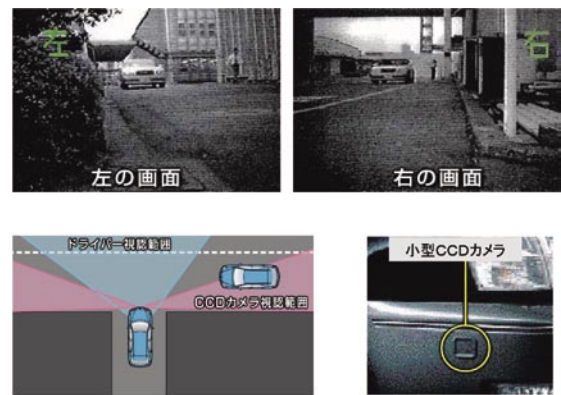 左
左の画面
右
右の画面
ドライバー視認範囲
CCDカメラ視認範囲
小型CCDカメラ